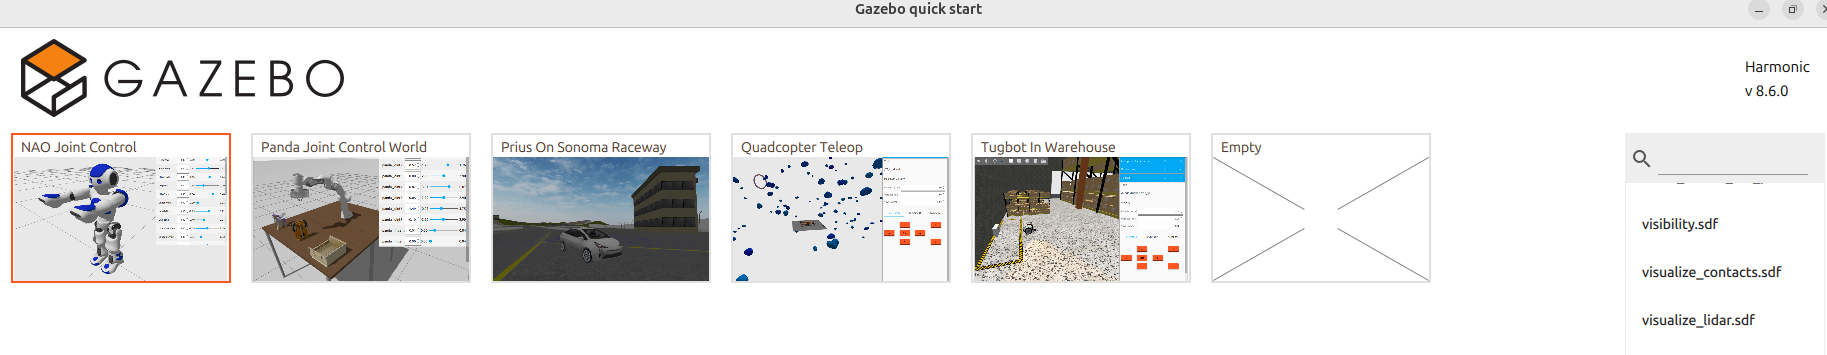 Gazebo quick start
GAZEBO
Harmonic
v 8.6.0
NAO Joint Control
Panda Joint Control World
Prius On Sonoma Raceway
Quadcopter Teleop
Tugbot In Warehouse
Empty
visibility.sdf
visualize_contacts.sdf
visualize_lidar.sdf